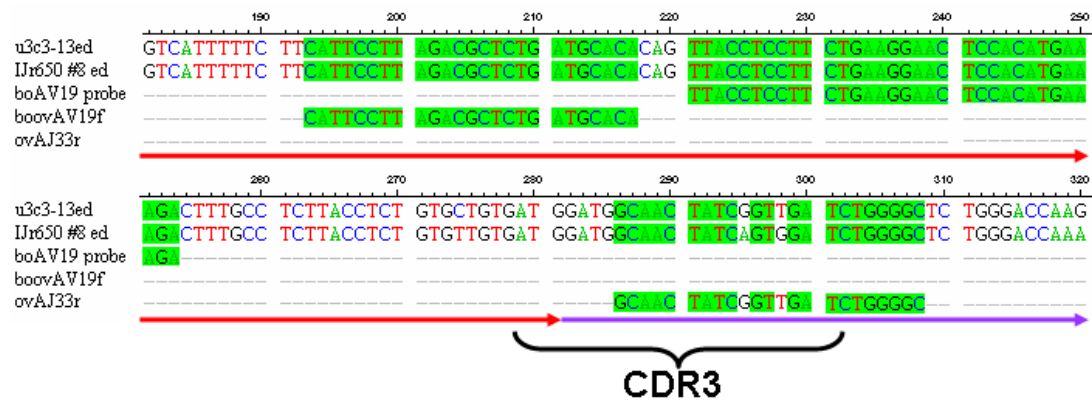 190 200 210 220 230 240 250
u3c3-13ed GTCATTTTTC TTCATTCCTT AGACGCTCTG ATGCACACAG TTACCTCCTT CTGAAGGAAC TCCACATGAA
IJr650 #8 ed GTCATTTTTC TTCATTCCTT AGACGCTCTG ATGCACACAG TTACCTCCTT CTGAAGGAAC TCCACATGAA
boAV19 probe ---------- ---------- ---------- ---------- TTACCTCCTT CTGAAGGAAC TCCACATGAA
boovAV19f ---------- --CATTCCTT AGACGCTCTG ATGCACA--- ---------- ---------- ----------
ovAJ33r ---------- ---------- ---------- ---------- ---------- ---------- ----------
260 270 280 290 300 310 320
u3c3-13ed AGACTTTGCC TCTTACCTCT GTGCTGTGAT GGATGGCAAC TATCGGTTGA TCTGGGGCTC TGGGACCAAG
IJr650 #8 ed AGACTTTGCC TCTTACCTCT GTGTTGTGAT GGATGGCAAC TATCAGTGGA TCTGGGGCTC TGGGACCAAA
boAV19 probe AGA------- ---------- ---------- ---------- ---------- ---------- ----------
boovAV19f ---------- ---------- ---------- ---------- ---------- ---------- ----------
ovAJ33r ---------- ---------- ---------- -----GCAAC TATCGGTTGA TCTGGGGC-- ----------
CDR3